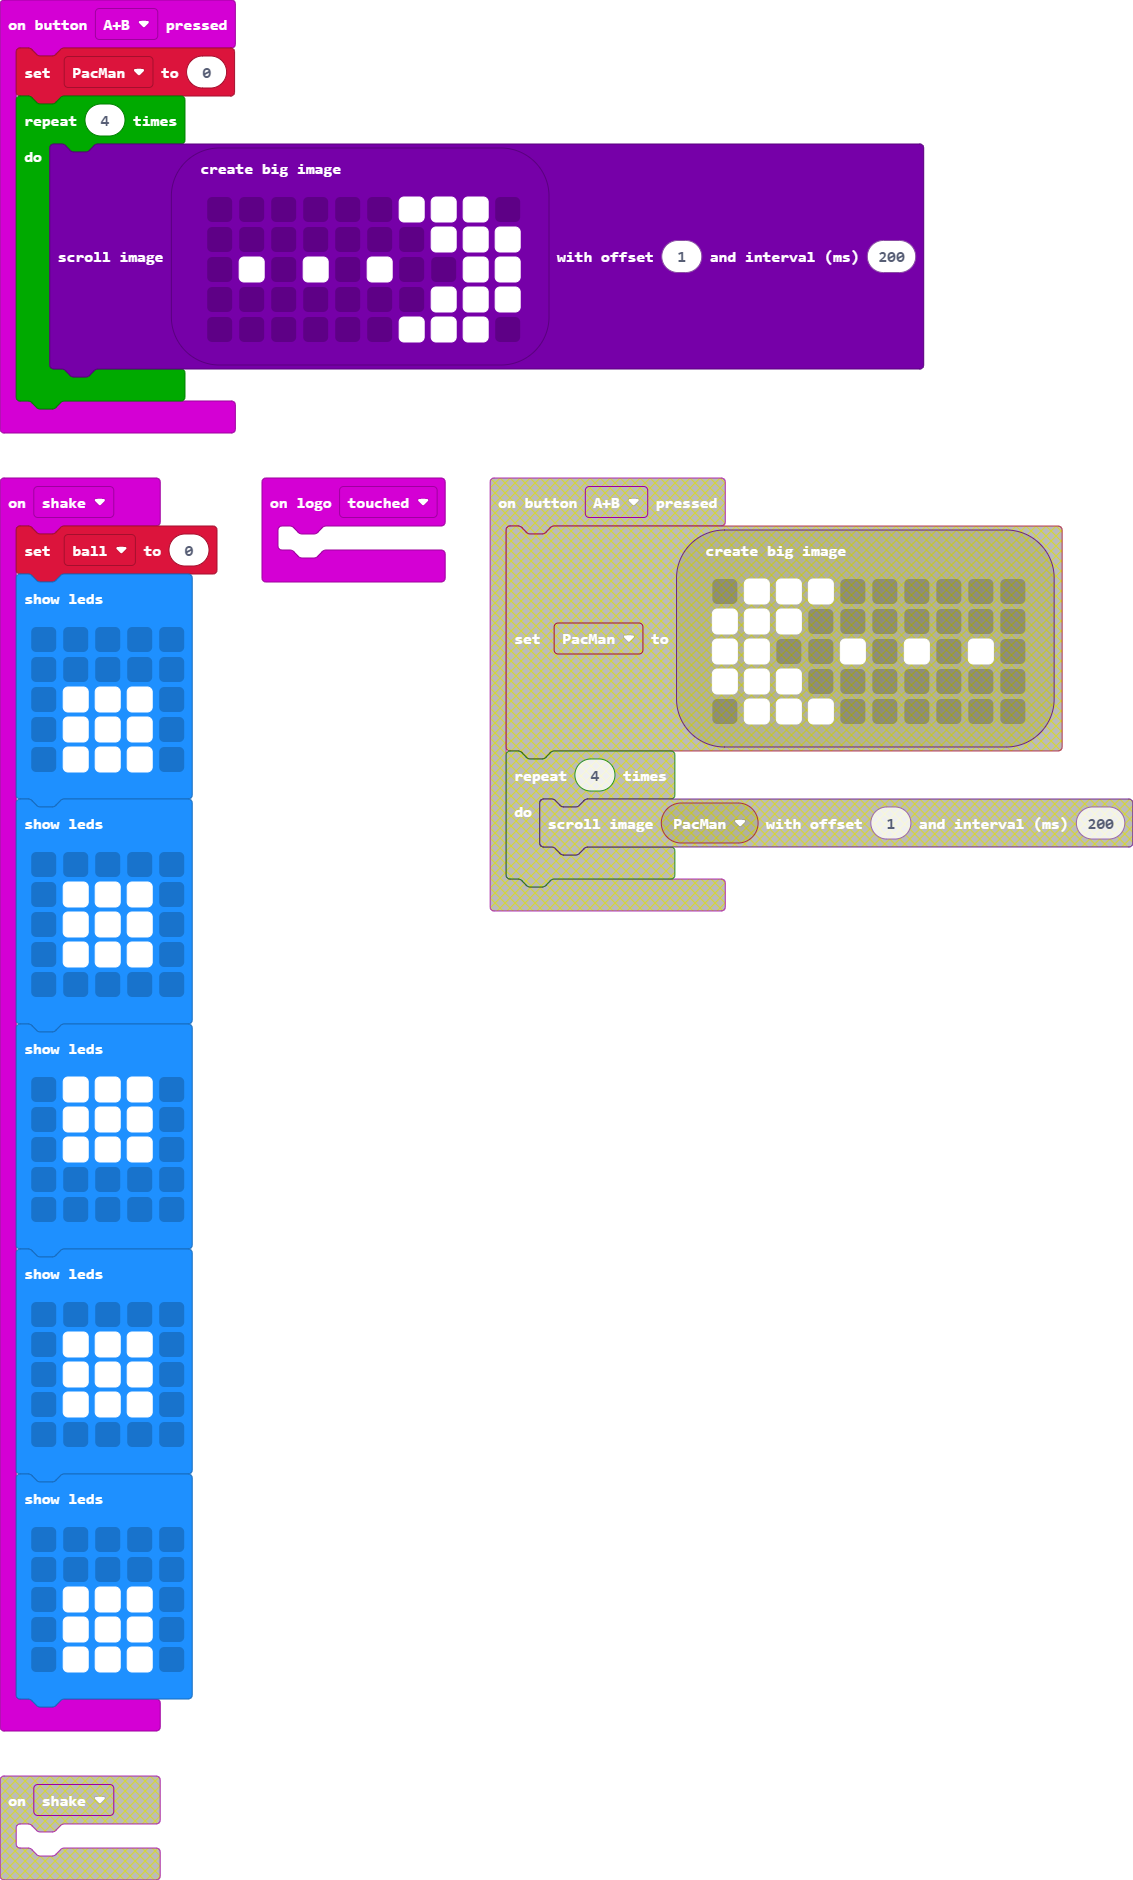 on button A+B pressed
set PacMan to 0
repeat 4 times
do
create big image
scroll image with offset 1 and interval (ms) 200
on shake
set ball to 0
show leds
show leds
show leds
show leds
show leds
on logo touched
on button A+B pressed
create big image
set PacMan to
repeat 4 times
do
scroll image PacMan with offset 1 and interval (ms) 200
on shake